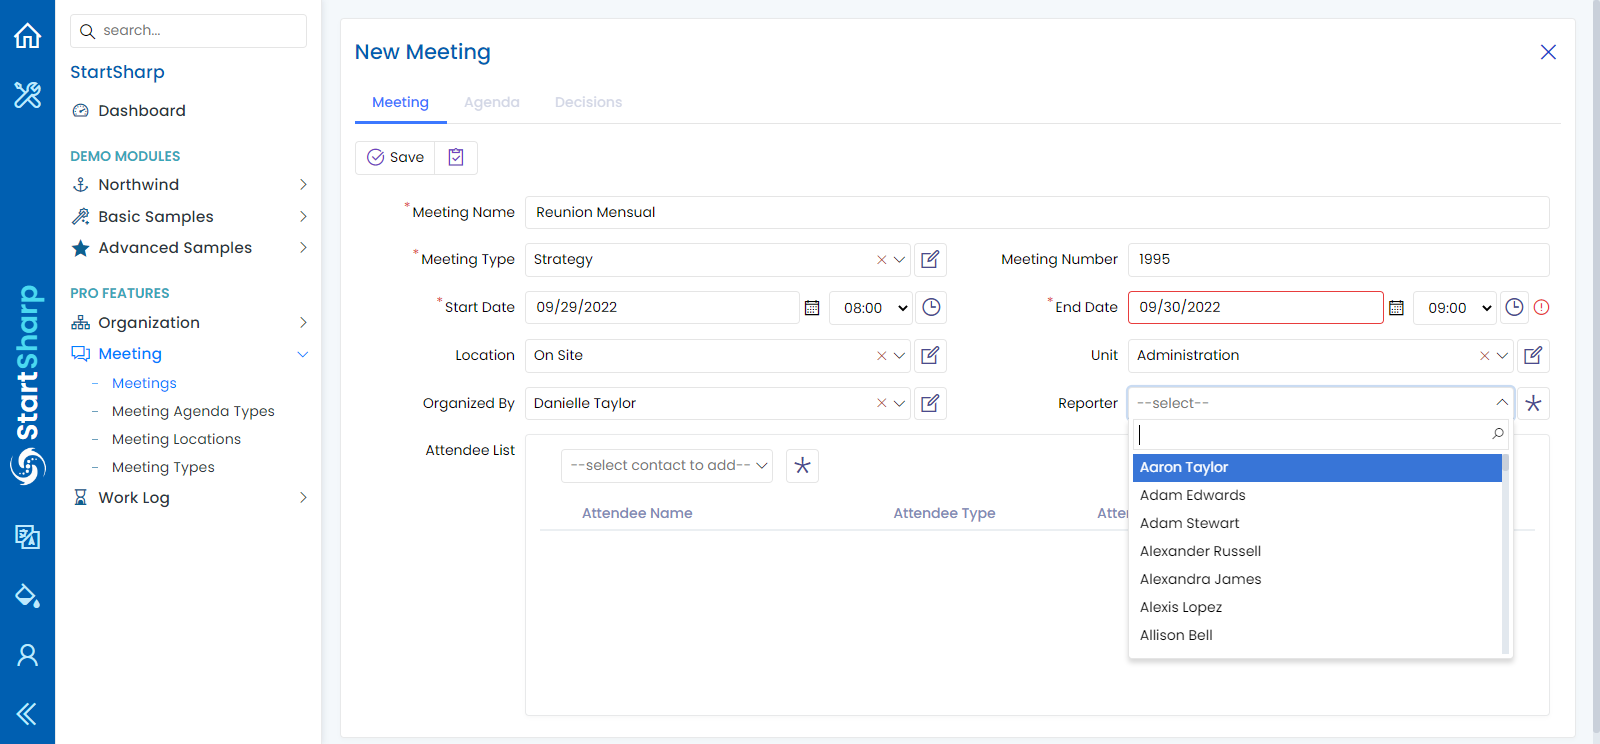 search...
StartSharp
Dashboard
DEMO MODULES
Northwind
Basic Samples
Advanced Samples
PRO FEATURES
Organization
Meeting
- Meetings
- Meeting Agenda Types
- Meeting Locations
- Meeting Types
Work Log
StartSharp
New Meeting
Meeting Agenda Decisions
Save
*Meeting Name Reunion Mensual
*Meeting Type Strategy Meeting Number 1995
*Start Date 09/29/2022 08:00 *End Date 09/30/2022 09:00
Location On Site Unit Administration
Organized By Danielle Taylor Reporter --select--
Attendee List
--select contact to add--
Attendee Name Attendee Type Atte
Aaron Taylor
Adam Edwards
Adam Stewart
Alexander Russell
Alexandra James
Alexis Lopez
Allison Bell